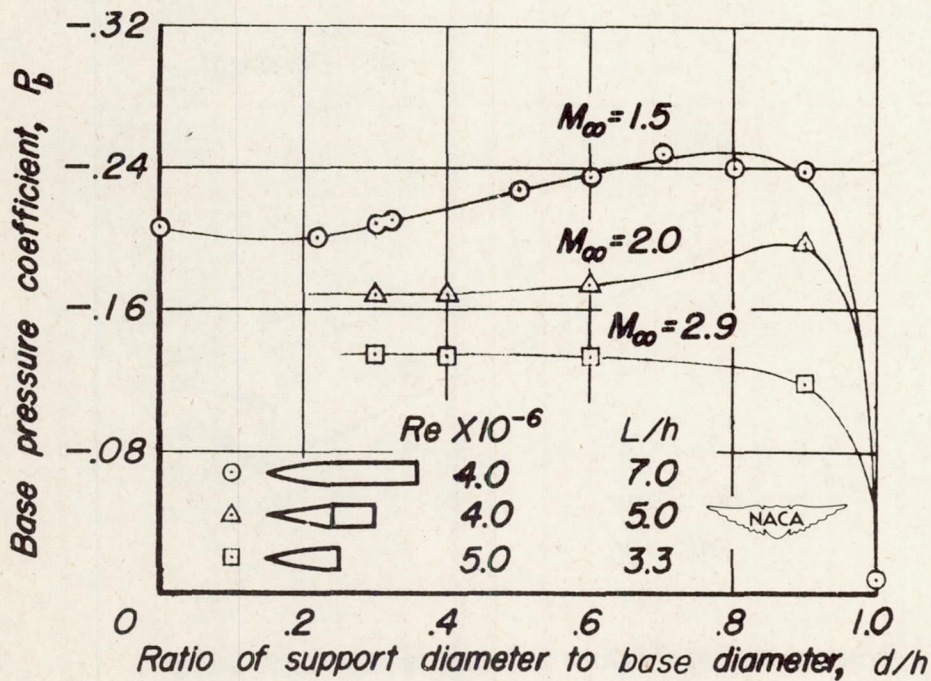 -.32
-.24
-.16
-.08
0
.2
.4
.6
.8
1.0
Base pressure coefficient, P_b
M∞=1.5
M∞=2.0
M∞=2.9
Re X10⁻⁶ L/h
4.0 7.0
4.0 5.0
5.0 3.3
NACA
Ratio of support diameter to base diameter, d/h